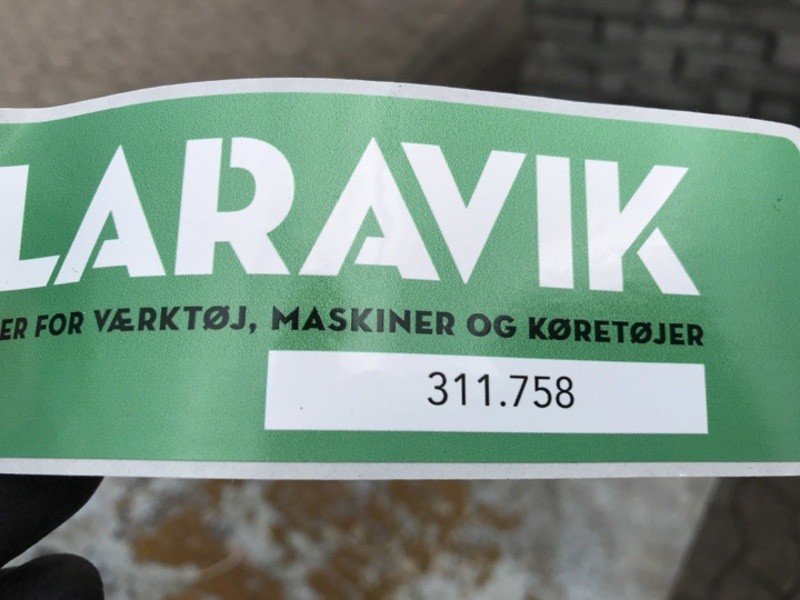 LARAVIK
ER FOR VÆRKTØJ, MASKINER OG KØRETØJER
311.758